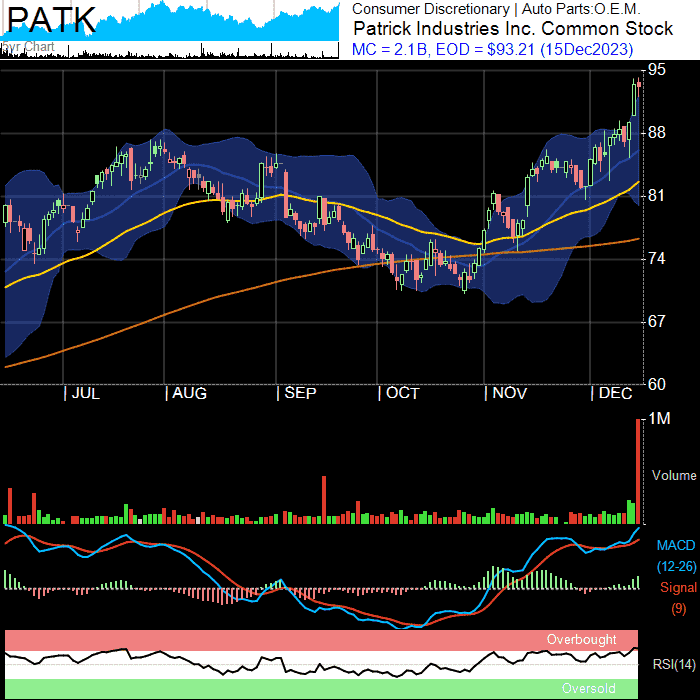 PATK
5yr Chart
Consumer Discretionary | Auto Parts:O.E.M.
Patrick Industries Inc. Common Stock
MC = 2.1B, EOD = $93.21 (15Dec2023)
95
88
81
74
67
60
| JUL | AUG | SEP | OCT | NOV | DEC
1M
Volume
MACD
(12-26)
Signal
(9)
Overbought
RSI(14)
Oversold